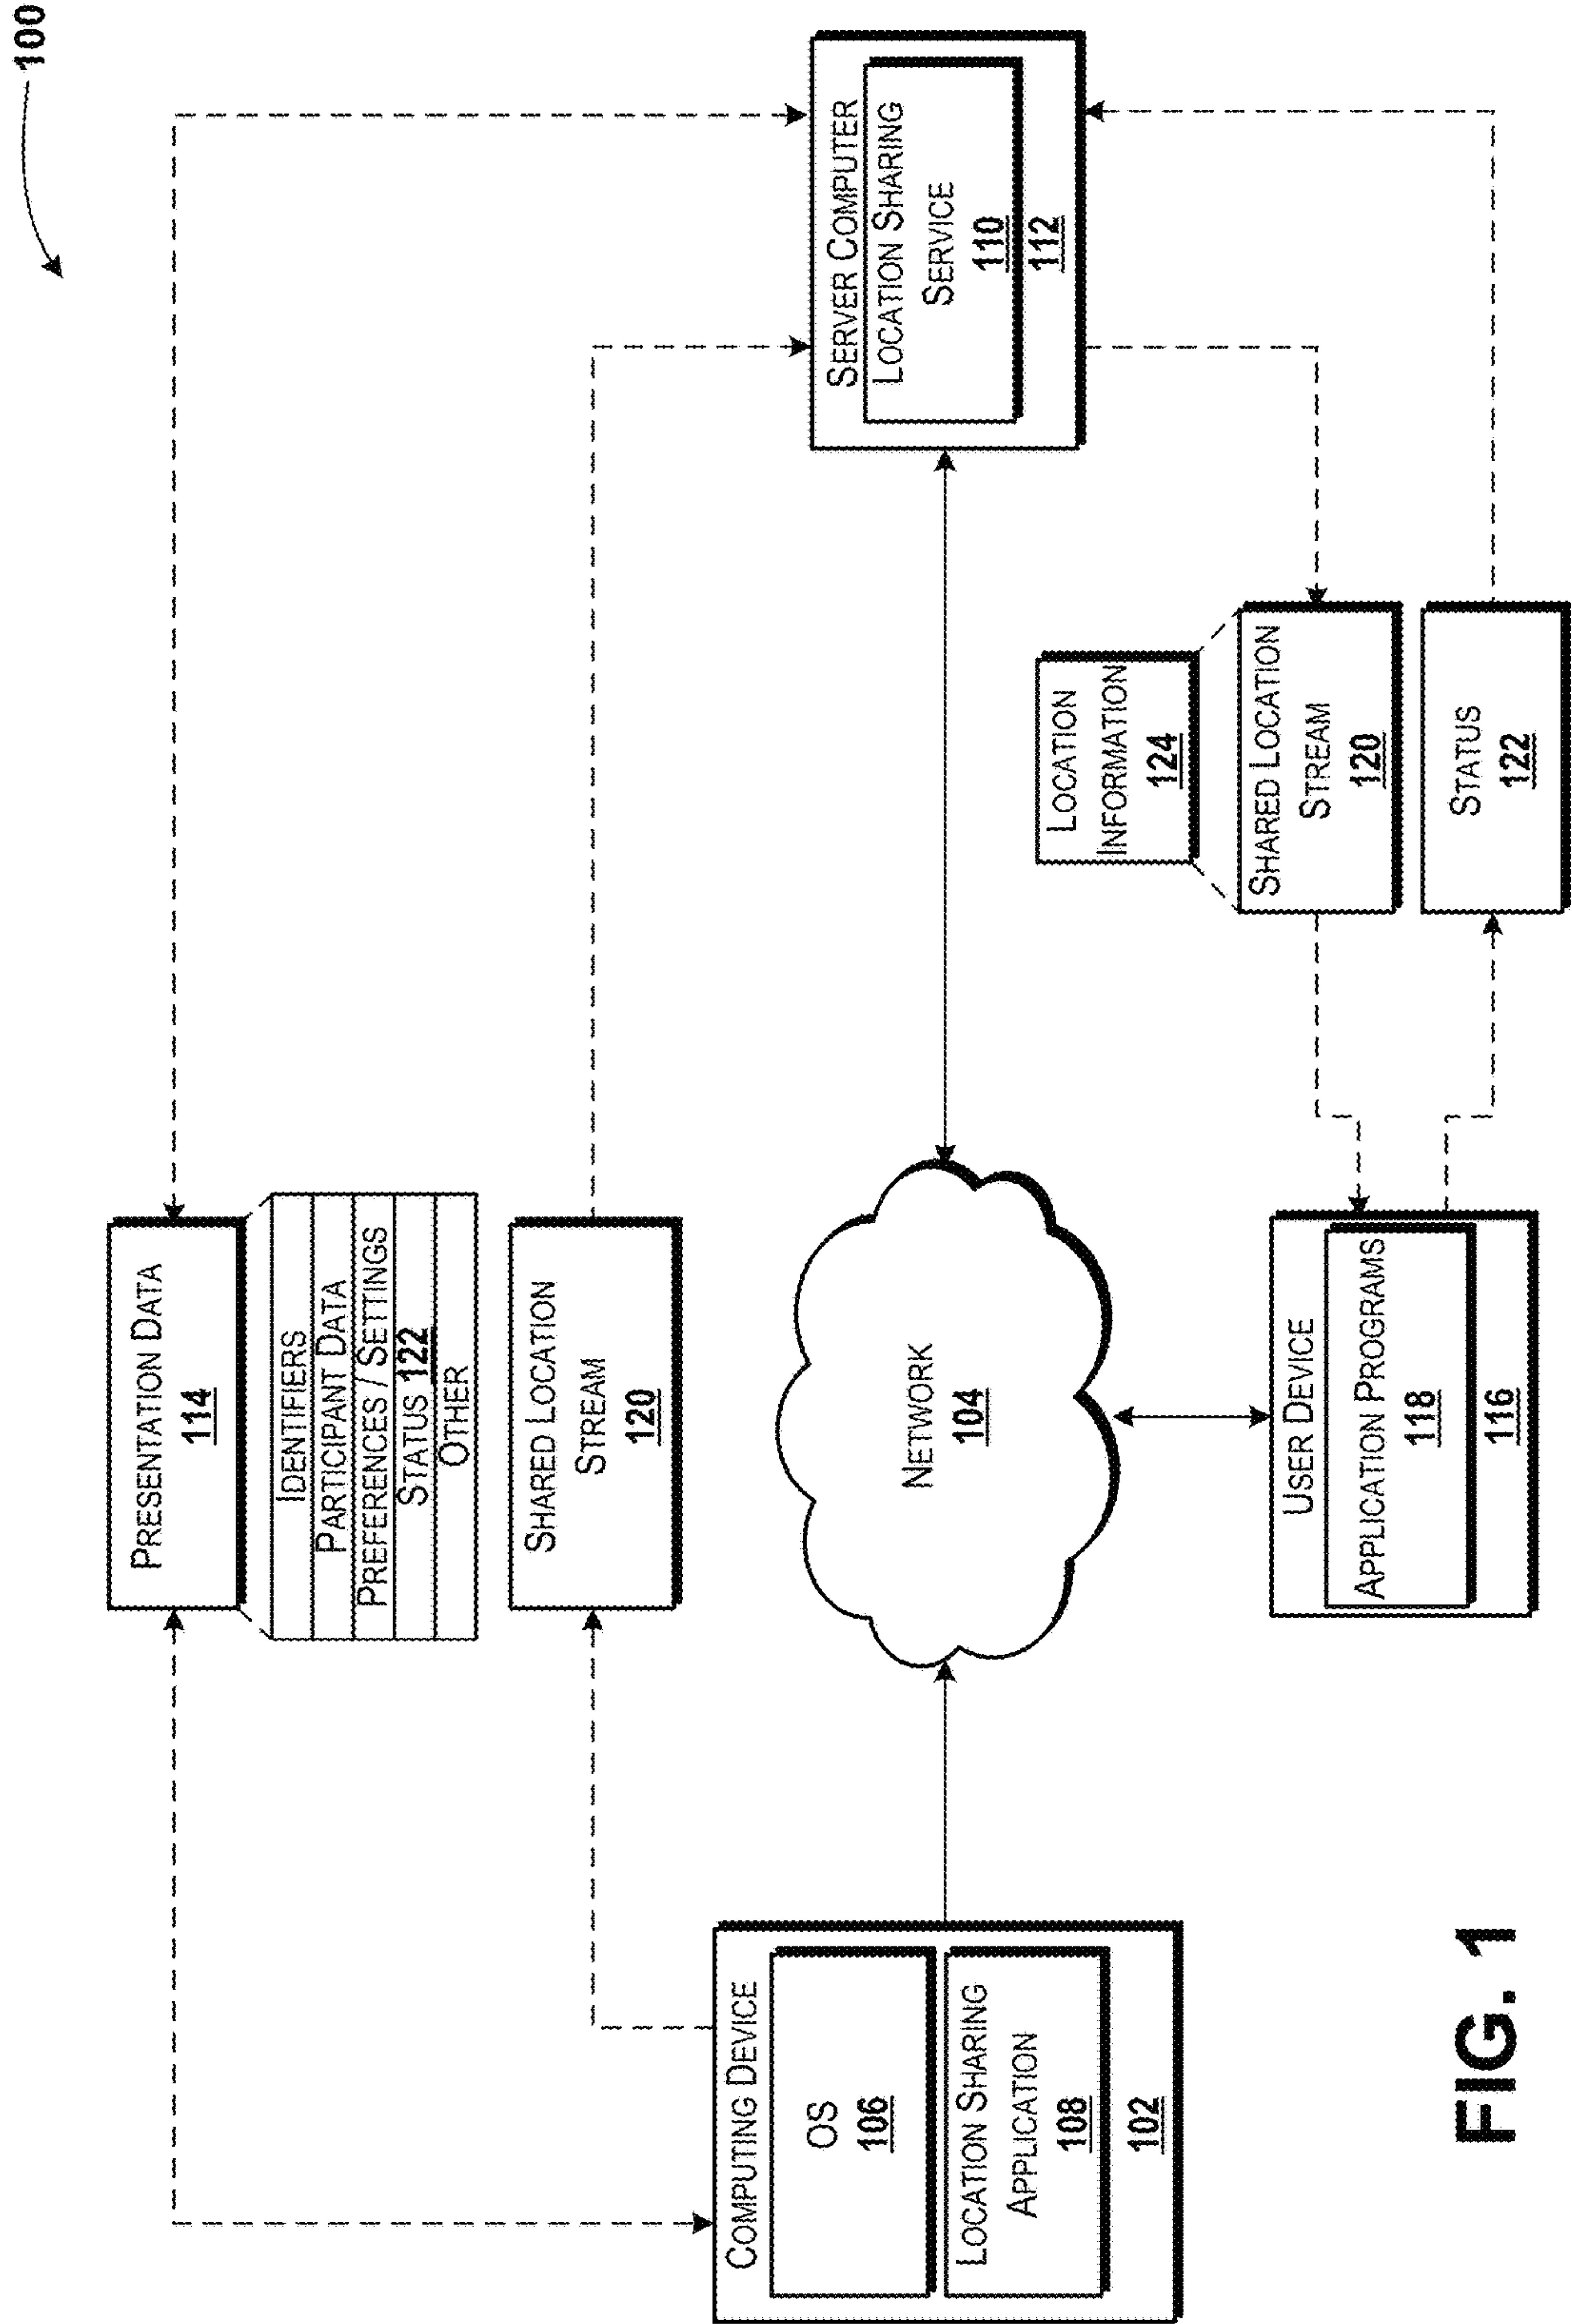 100
PRESENTATION DATA
114
IDENTIFIERS
PARTICIPANT DATA
PREFERENCES / SETTINGS
STATUS 122
OTHER
SHARED LOCATION
STREAM
120
COMPUTING DEVICE
OS
106
LOCATION SHARING
APPLICATION
108
102
NETWORK
104
SERVER COMPUTER
LOCATION SHARING
SERVICE
110
112
LOCATION
INFORMATION
124
SHARED LOCATION
STREAM
120
STATUS
122
USER DEVICE
APPLICATION PROGRAMS
118
116
FIG. 1